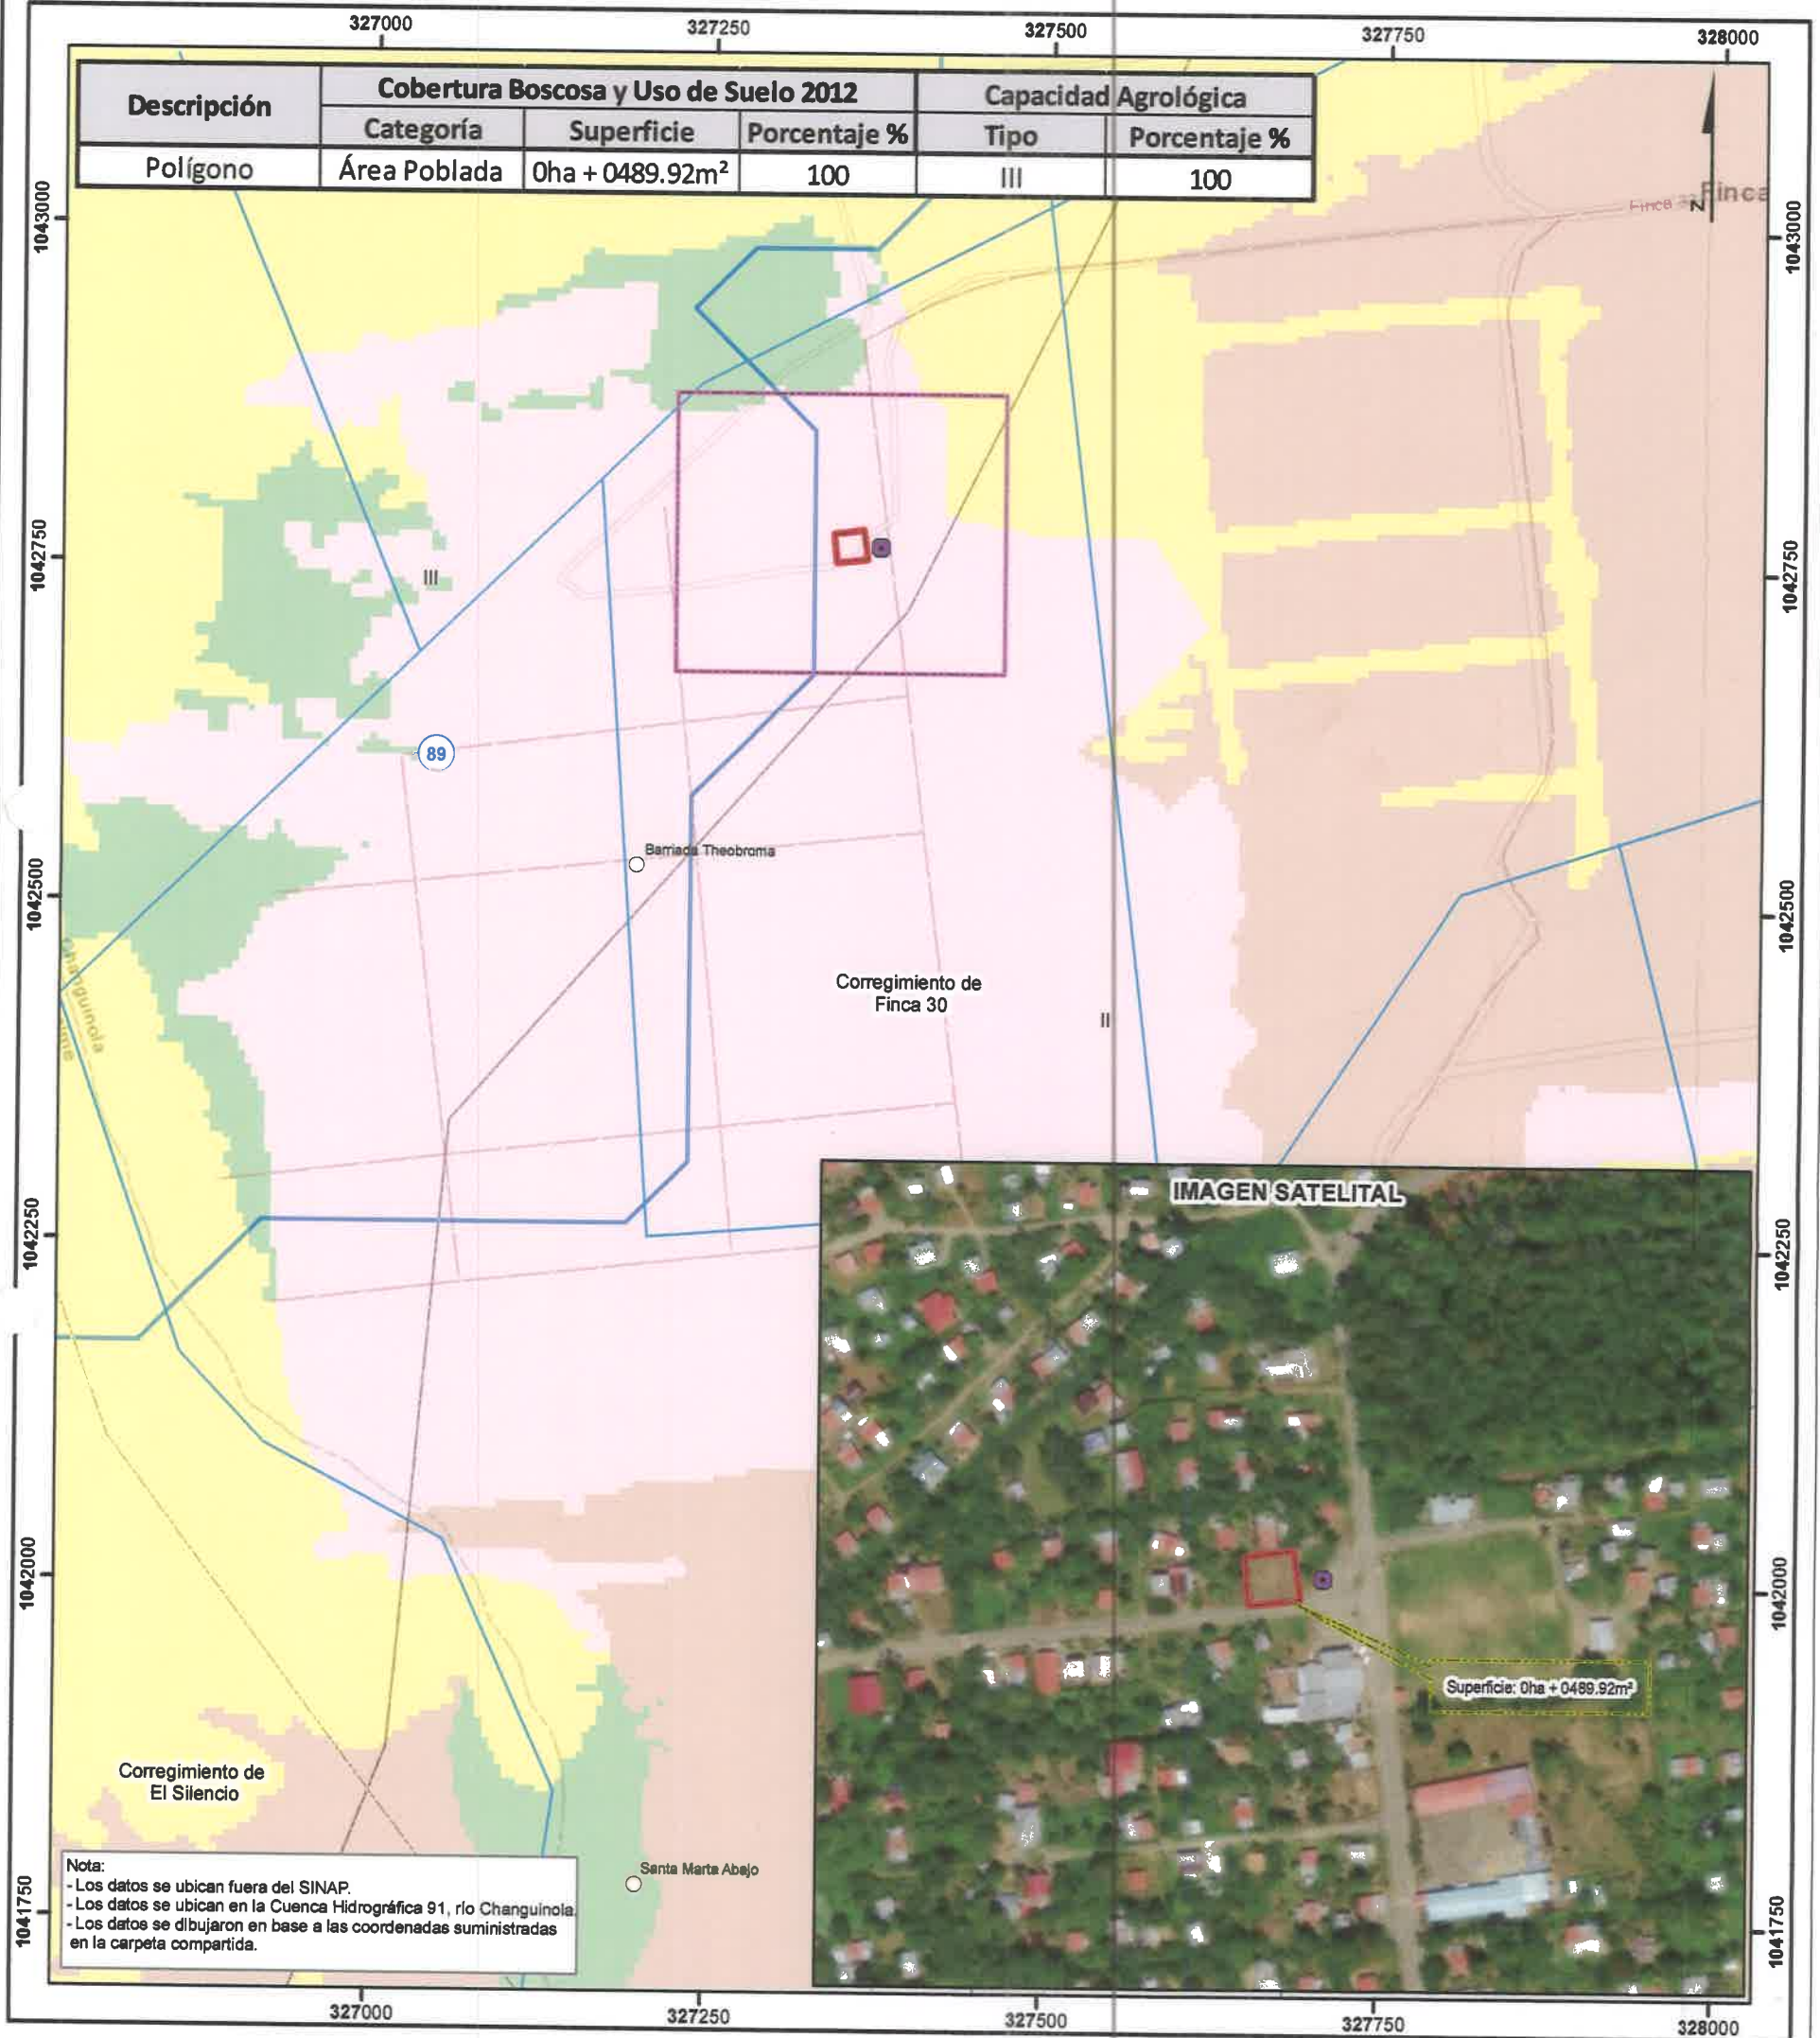 327000 327250 327500 327750 328000
Descripción Cobertura Boscosa y Uso de Suelo 2012 Capacidad Agrológica
Categoría Superficie Porcentaje % Tipo Porcentaje %
Polígono Área Poblada 0ha + 0489.92m² 100 III 100
1043000
1043000
N
Finca
Finca
1042750
1042750
III
89
Barriada Theobroma
1042500
1042500
Changuinola
Corregimiento de
Finca 30
II
1042250
1042250
IMAGEN SATELITAL
1042000
1042000
Superficie: 0ha + 0489.92m²
Corregimiento de
El Silencio
Santa Marta Abajo
1041750
1041750
Nota:
- Los datos se ubican fuera del SINAP.
- Los datos se ubican en la Cuenca Hidrográfica 91, río Changuinola.
- Los datos se dibujaron en base a las coordenadas suministradas
en la carpeta compartida.
327000 327250 327500 327750 328000